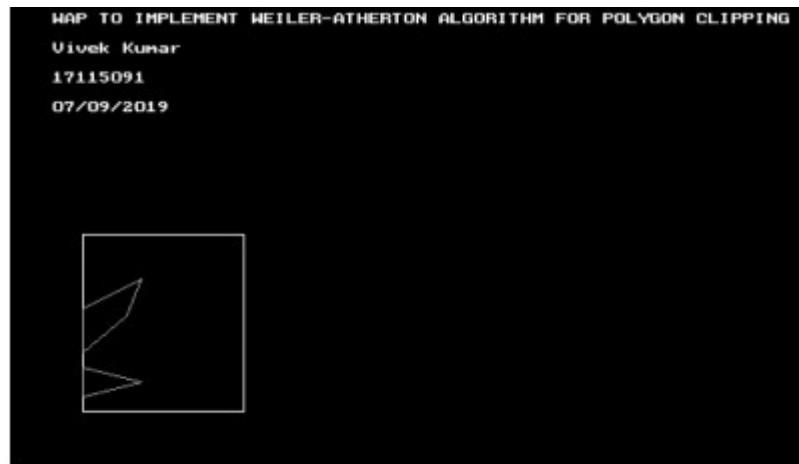 WAP TO IMPLEMENT WEILER-ATHERTON ALGORITHM FOR POLYGON CLIPPING
Vivek Kumar
17115091
07/09/2019